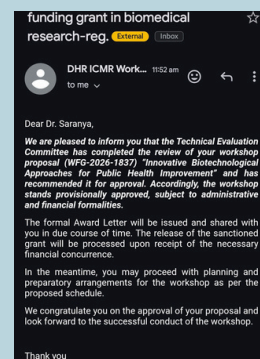 funding grant in biomedical
research-reg. External Inbox
DHR ICMR Work... 11:52 am
to me
Dear Dr. Saranya,
We are pleased to inform you that the Technical Evaluation
Committee has completed the review of your workshop
proposal (WFG-2026-1837) "Innovative Biotechnological
Approaches for Public Health Improvement" and has
recommended it for approval. Accordingly, the workshop
stands provisionally approved, subject to administrative
and financial formalities.
The formal Award Letter will be issued and shared with
you in due course of time. The release of the sanctioned
grant will be processed upon receipt of the necessary
financial concurrence.
In the meantime, you may proceed with planning and
preparatory arrangements for the workshop as per the
proposed schedule.
We congratulate you on the approval of your proposal and
look forward to the successful conduct of the workshop.
Thank you